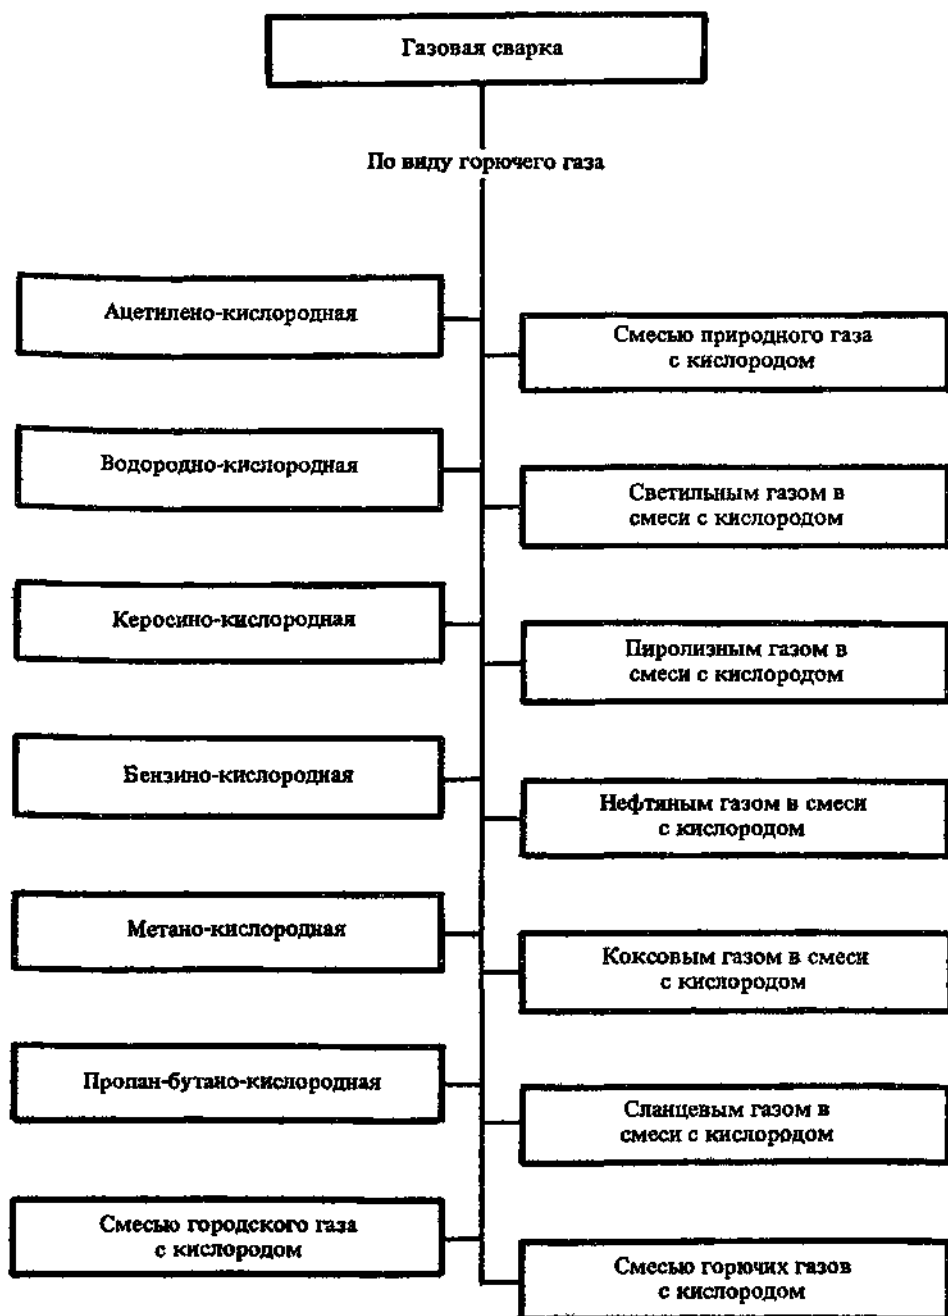 Газовая сварка
По виду горючего газа
Ацетилено-кислородная
Смесью природного газа
с кислородом
Водородно-кислородная
Светильным газом в
смеси с кислородом
Керосино-кислородная
Пиролизным газом в
смеси с кислородом
Бензино-кислородная
Нефтяным газом в смеси
с кислородом
Метано-кислородная
Коксовым газом в смеси
с кислородом
Пропан-бутано-кислородная
Сланцевым газом в
смеси с кислородом
Смесью городского газа
с кислородом
Смесью горючих газов
с кислородом